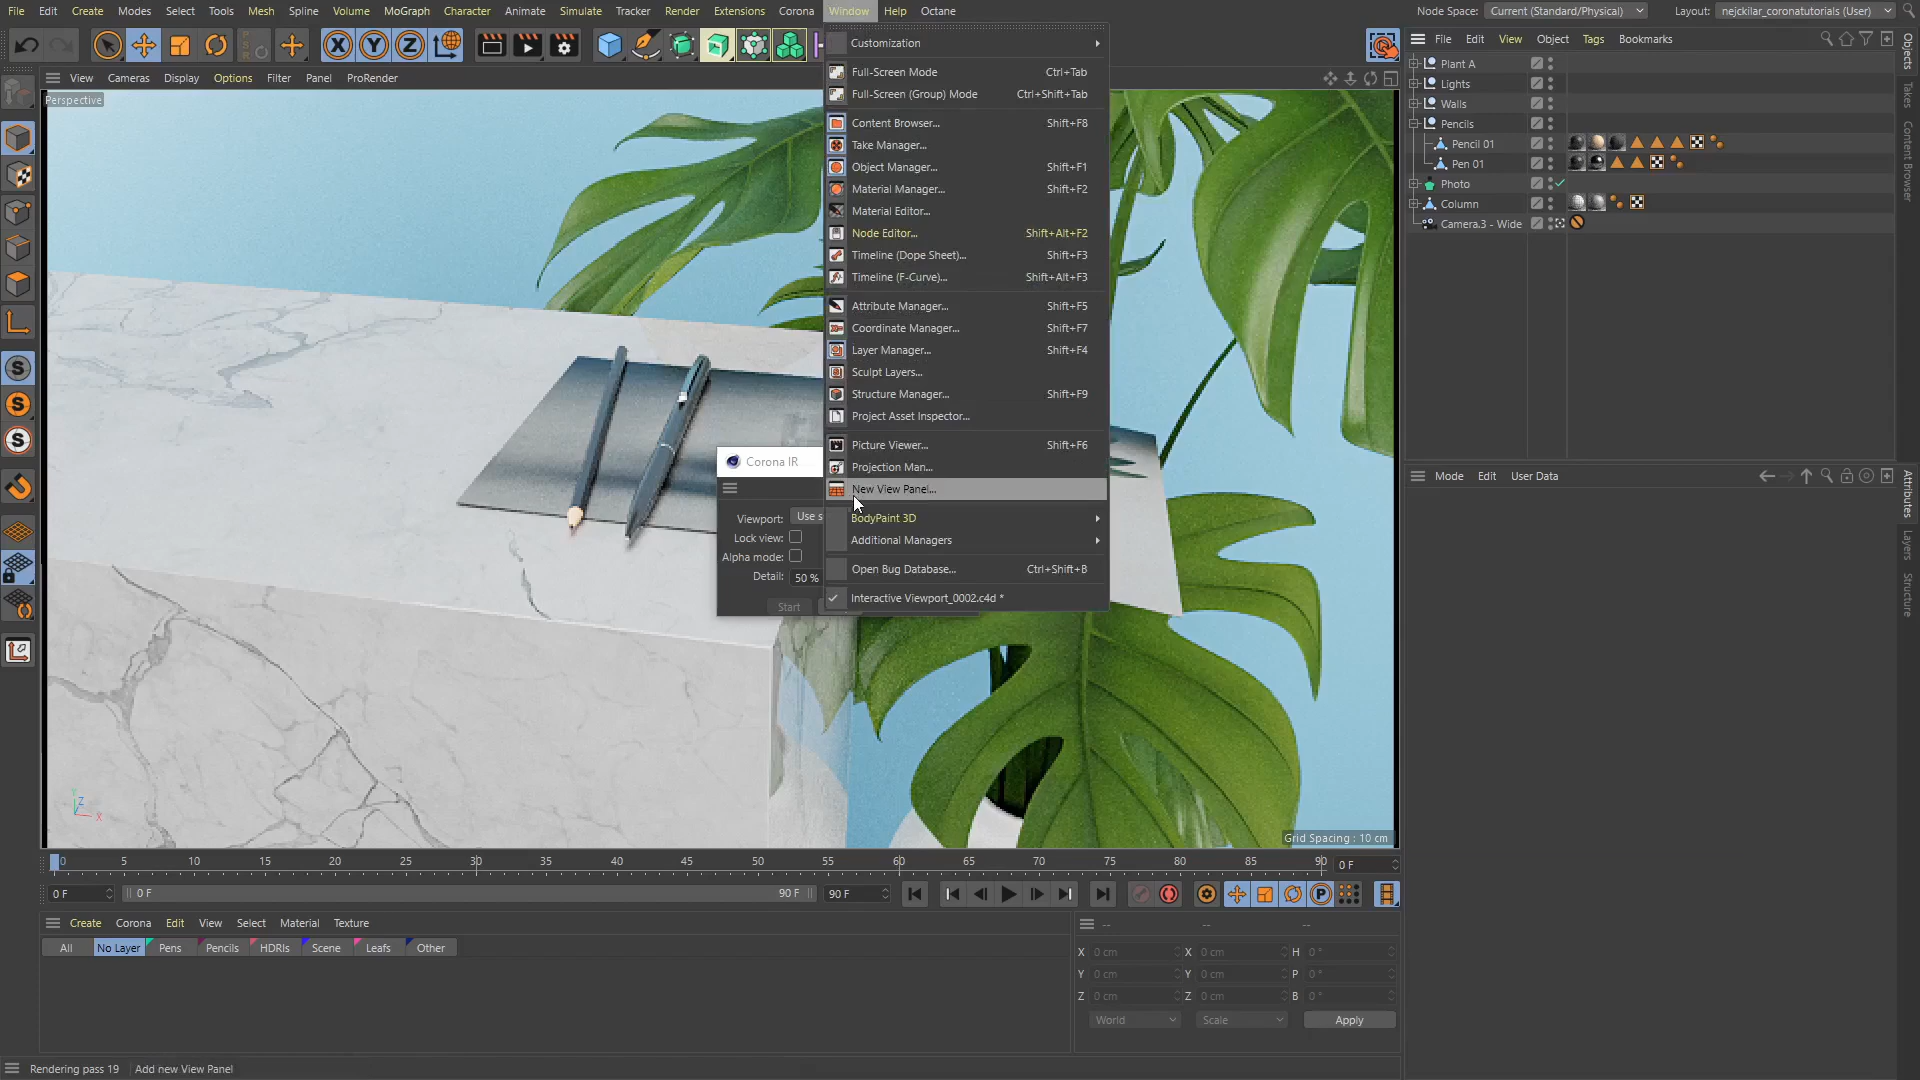 File Edit Create Modes Select Tools Mesh Spline Volume MoGraph Character Animate Simulate Tracker Render Extensions Corona Window Help Octane
Node Space: Current (Standard/Physical) Layout: nejckilar_coronatutorials (User)
View Cameras Display Options Filter Panel ProRender
Perspective
Customization
Full-Screen Mode Ctrl+Tab
Full-Screen (Group) Mode Ctrl+Shift+Tab
Content Browser... Shift+F8
Take Manager...
Object Manager... Shift+F1
Material Manager... Shift+F2
Material Editor...
Node Editor... Shift+Alt+F2
Timeline (Dope Sheet)... Shift+F3
Timeline (F-Curve)... Shift+Alt+F3
Attribute Manager... Shift+F5
Coordinate Manager... Shift+F7
Layer Manager... Shift+F4
Sculpt Layers...
Structure Manager... Shift+F9
Project Asset Inspector...
Picture Viewer... Shift+F6
Projection Man...
New View Panel...
BodyPaint 3D
Additional Managers
Open Bug Database... Ctrl+Shift+B
Interactive Viewport_0002.c4d *
Corona IR
Viewport: Use s
Lock view:
Alpha mode:
Detail: 50 %
Start
Grid Spacing : 10 cm
Y
Z
X
File Edit View Object Tags Bookmarks
Plant A
Lights
Walls
Pencils
Pencil 01
Pen 01
Photo
Column
Camera.3 - Wide
Objects
Takes
Content Browser
Mode Edit User Data
Attributes
Layers
Structure
0 5 10 15 20 25 30 35 40 45 50 55 60 65 70 75 80 85 90 0 F
0 F 0 F 90 F 90 F
Create Corona Edit View Select Material Texture
All No Layer Pens Pencils HDRIs Scene Leafs Other
-- -- --
X 0 cm X 0 cm H 0 °
Y 0 cm Y 0 cm P 0 °
Z 0 cm Z 0 cm B 0 °
World Scale Apply
Rendering pass 19 Add new View Panel